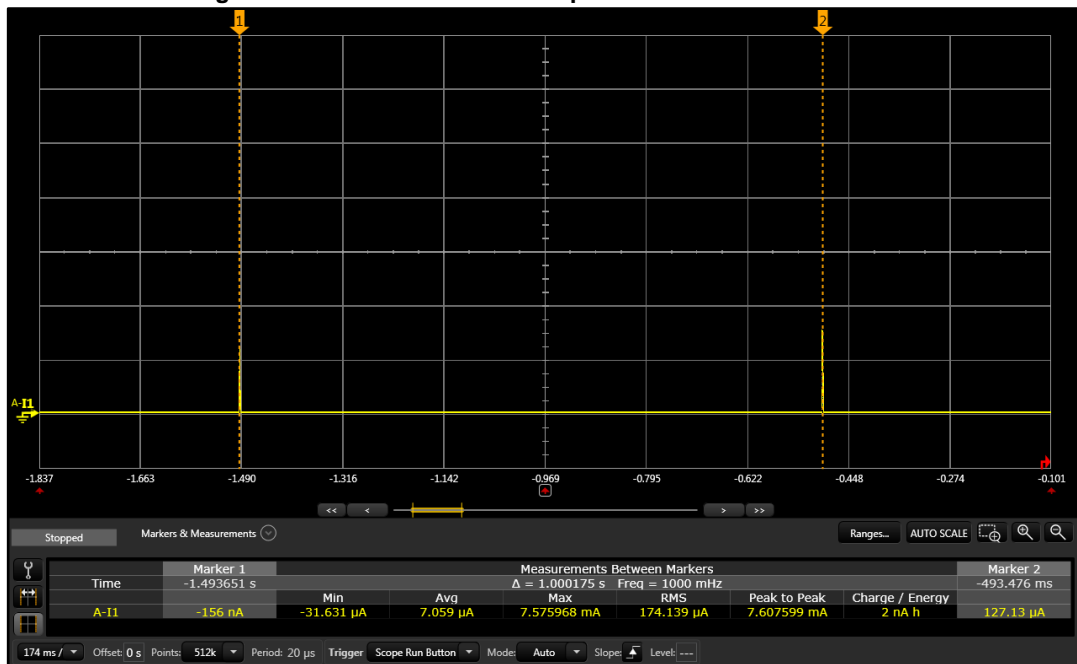 1 2
A-I1
-1.837 -1.663 -1.490 -1.316 -1.142 -0.969 -0.795 -0.622 -0.448 -0.274 -0.101
<< < > >>
Stopped Markers & Measurements Ranges... AUTO SCALE
Marker 1 Measurements Between Markers Marker 2
Time -1.493651 s Δ = 1.000175 s Freq = 1000 mHz -493.476 ms
Min Avg Max RMS Peak to Peak Charge / Energy
A-I1 -156 nA -31.631 µA 7.059 µA 7.575968 mA 174.139 µA 7.607599 mA 2 nA h 127.13 µA
174 ms / Offset: 0 s Points: 512k Period: 20 µs Trigger Scope Run Button Mode: Auto Slope: Level: ---